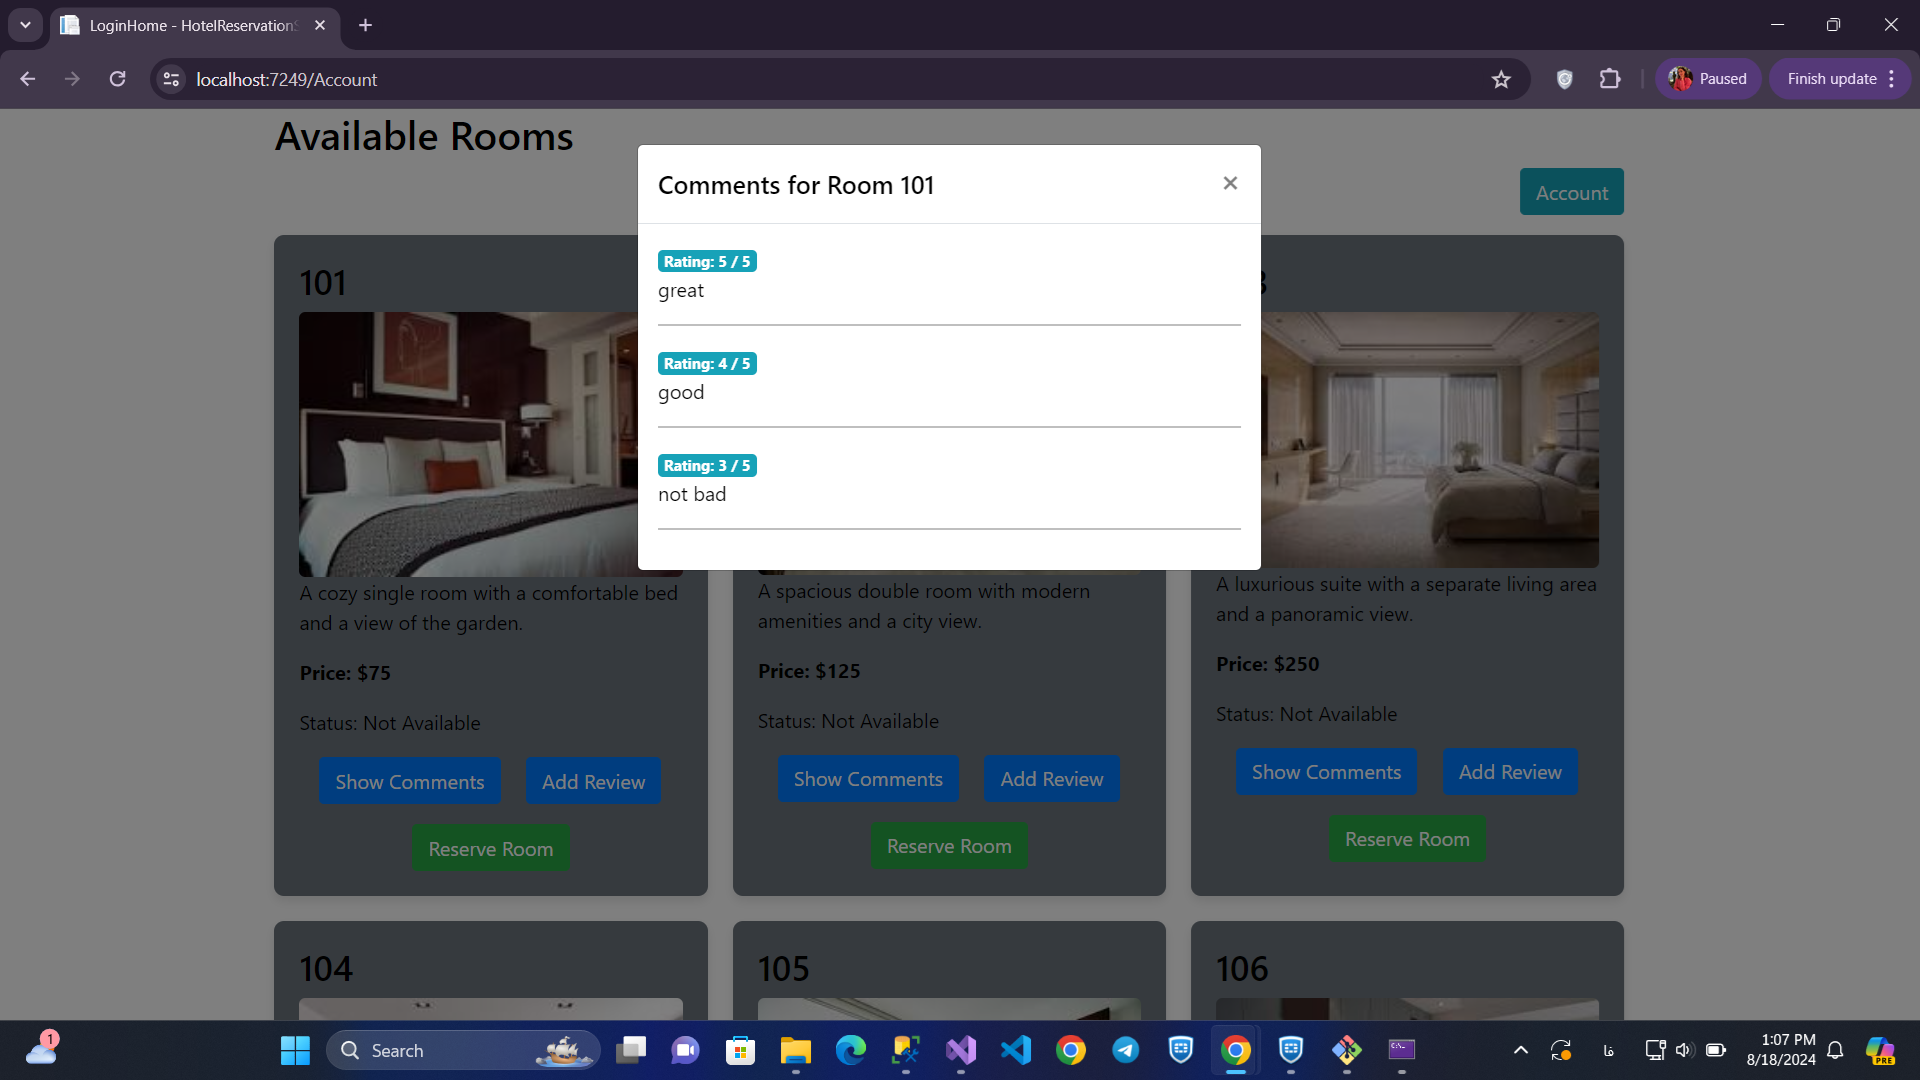 LoginHome - HotelReservation
localhost:7249/Account
Paused
Finish update
Available Rooms
Account
Comments for Room 101
×
Rating: 5 / 5
great
Rating: 4 / 5
good
Rating: 3 / 5
not bad
101
A cozy single room with a comfortable bed
and a view of the garden.
Price: $75
Status: Not Available
Show Comments
Add Review
Reserve Room
A spacious double room with modern
amenities and a city view.
Price: $125
Status: Not Available
Show Comments
Add Review
Reserve Room
3
A luxurious suite with a separate living area
and a panoramic view.
Price: $250
Status: Not Available
Show Comments
Add Review
Reserve Room
104
105
106
1
Search
فا
1:07 PM
8/18/2024
PRE